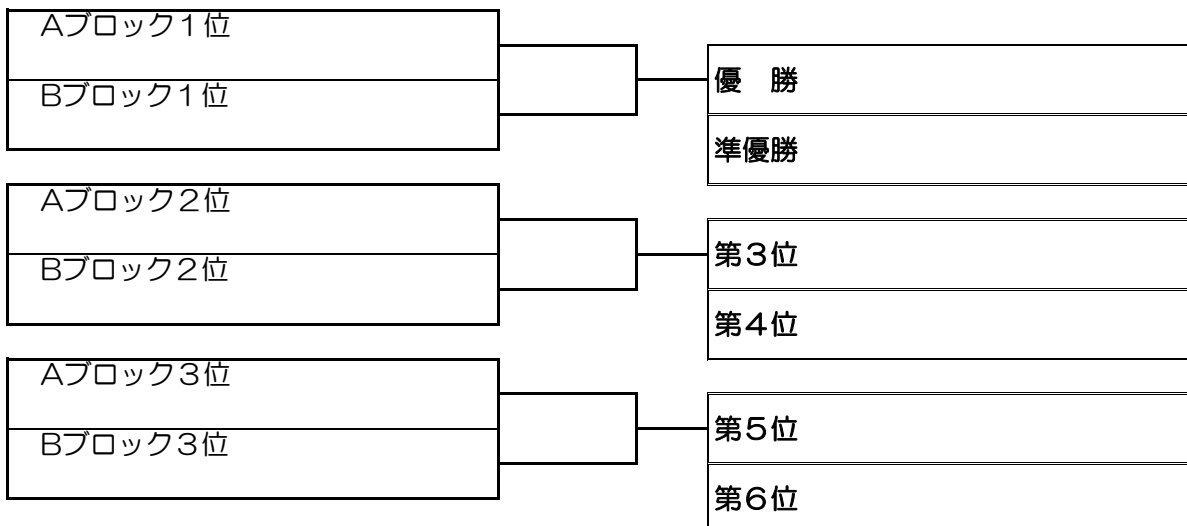 Aブロック１位
Bブロック１位
優　勝
準優勝
Aブロック２位
Bブロック２位
第３位
第４位
Aブロック３位
Bブロック３位
第５位
第６位